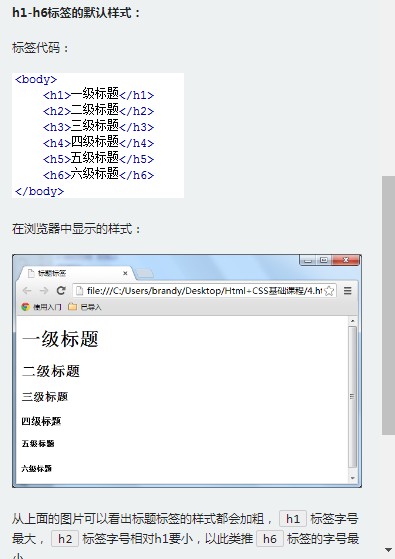 h1-h6标签的默认样式：
标签代码：
<body>
<h1>一级标题</h1>
<h2>二级标题</h2>
<h3>三级标题</h3>
<h4>四级标题</h4>
<h5>五级标题</h5>
<h6>六级标题</h6>
</body>
在浏览器中显示的样式：
标题标签
file:///C:/Users/brandy/Desktop/Html+CSS基础课程/4.ht
使用入门 已导入
一级标题
二级标题
三级标题
四级标题
五级标题
六级标题
从上面的图片可以看出标题标签的样式都会加粗， h1 标签字号
最大， h2 标签字号相对h1要小，以此类推 h6 标签的字号最